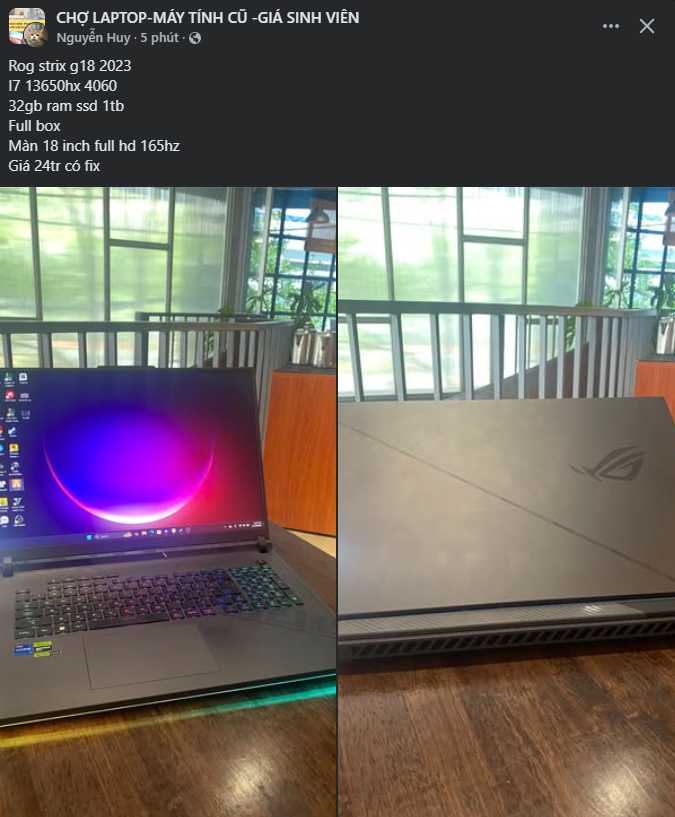 CHỢ LAPTOP-MÁY TÍNH CŨ -GIÁ SINH VIÊN
Nguyễn Huy · 5 phút ·
Rog strix g18 2023
I7 13650hx 4060
32gb ram ssd 1tb
Full box
Màn 18 inch full hd 165hz
Giá 24tr có fix